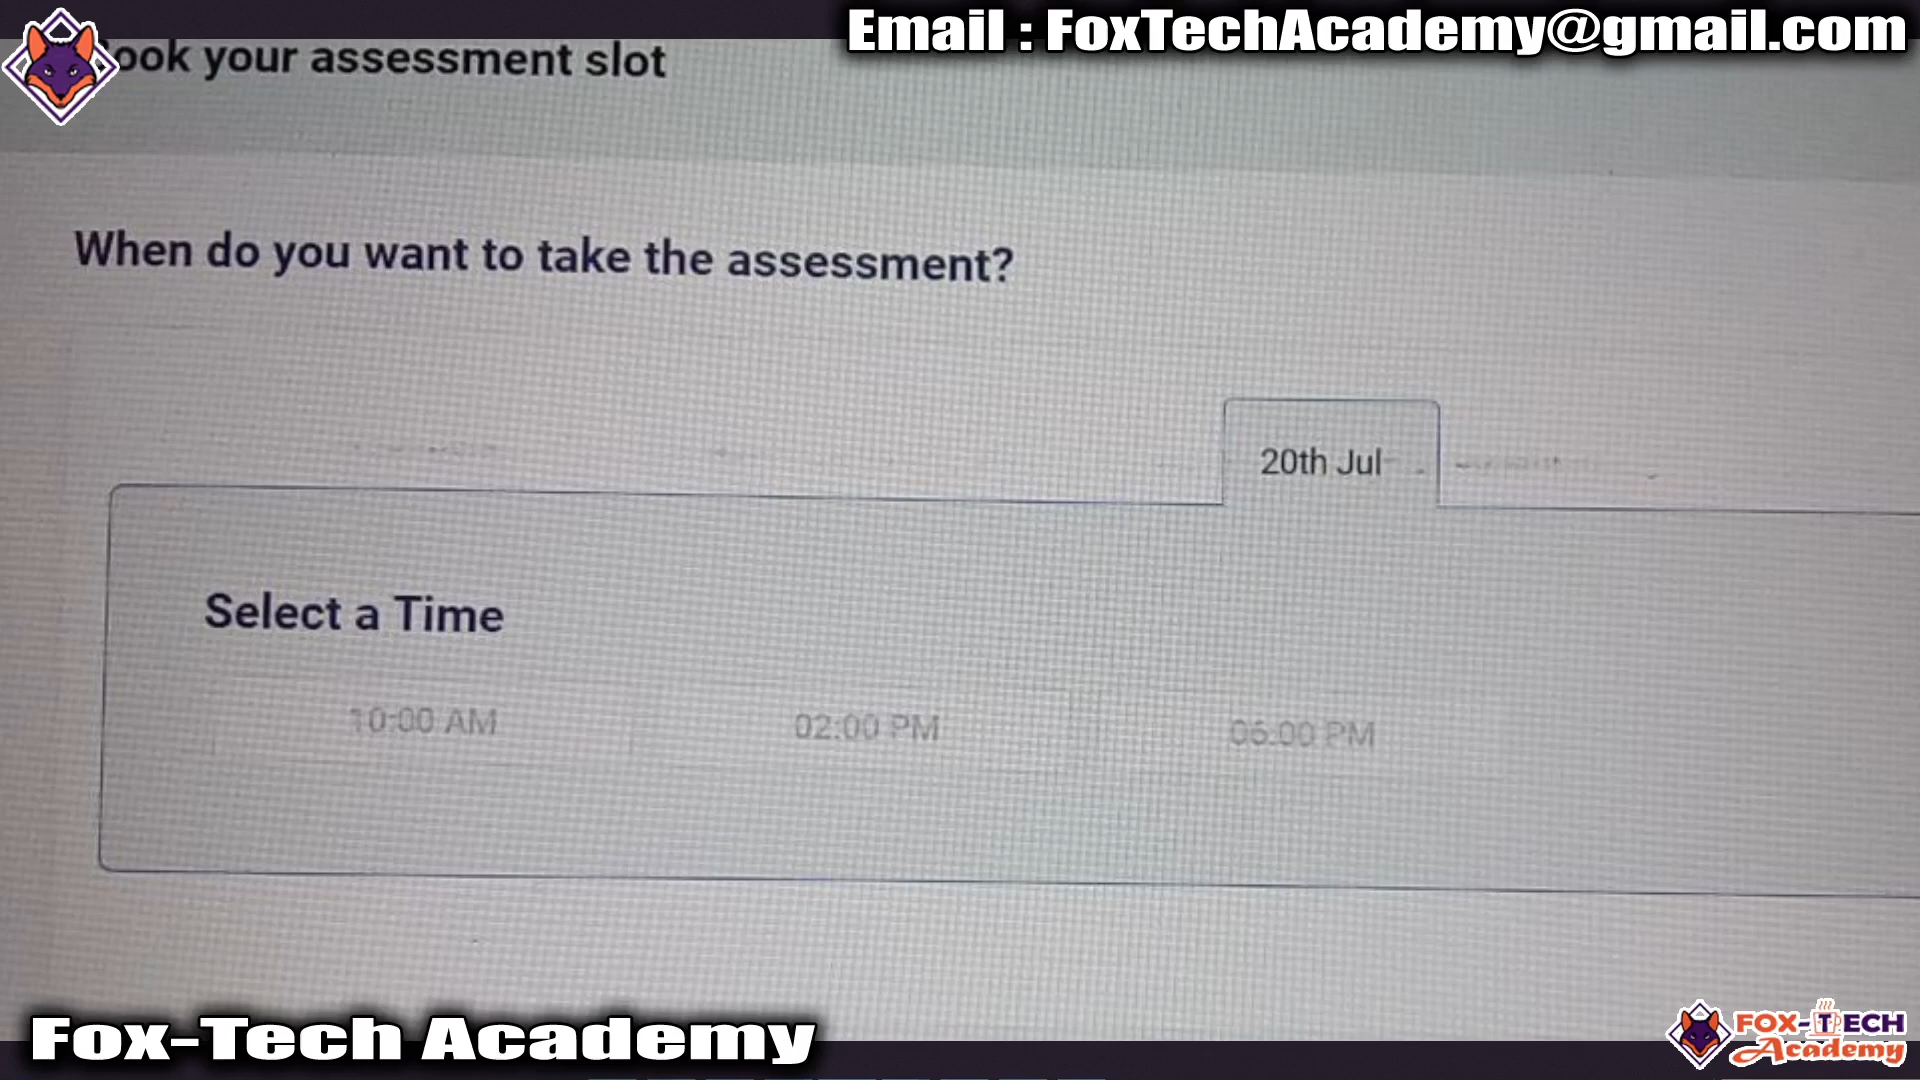 Email : FoxTechAcademy@gmail.com
ook your assessment slot
When do you want to take the assessment?
20th Jul
Select a Time
10:00 AM
02:00 PM
06:00 PM
Fox-Tech Academy
FOX-TECH
Academy